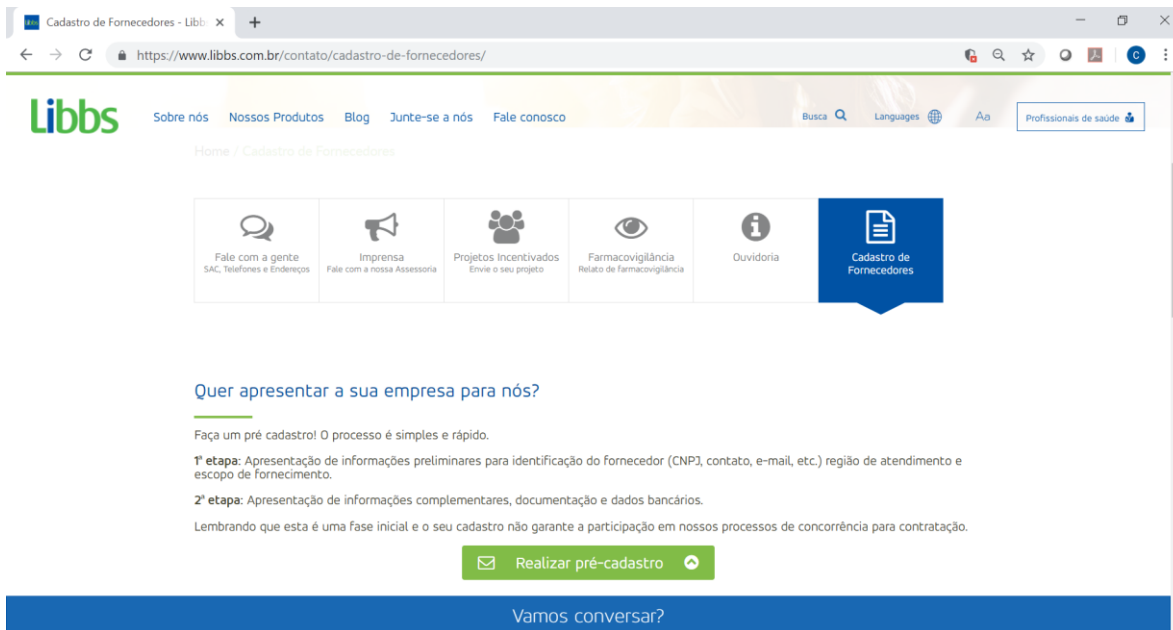 Cadastro de Fornecedores - Libb
https://www.libbs.com.br/contato/cadastro-de-fornecedores/
C
Libbs
Sobre nós Nossos Produtos Blog Junte-se a nós Fale conosco Busca Languages Aa Profissionais de saúde
Home / Cadastro de Fornecedores
Fale com a gente
SAC, Telefones e Endereços
Imprensa
Fale com a nossa Assessoria
Projetos Incentivados
Envie o seu projeto
Farmacovigilância
Relato de farmacovigilância
Ouvidoria
Cadastro de
Fornecedores
Quer apresentar a sua empresa para nós?
Faça um pré cadastro! O processo é simples e rápido.
1ª etapa: Apresentação de informações preliminares para identificação do fornecedor (CNPJ, contato, e-mail, etc.) região de atendimento e
escopo de fornecimento.
2ª etapa: Apresentação de informações complementares, documentação e dados bancários.
Lembrando que esta é uma fase inicial e o seu cadastro não garante a participação em nossos processos de concorrência para contratação.
Realizar pré-cadastro
Vamos conversar?